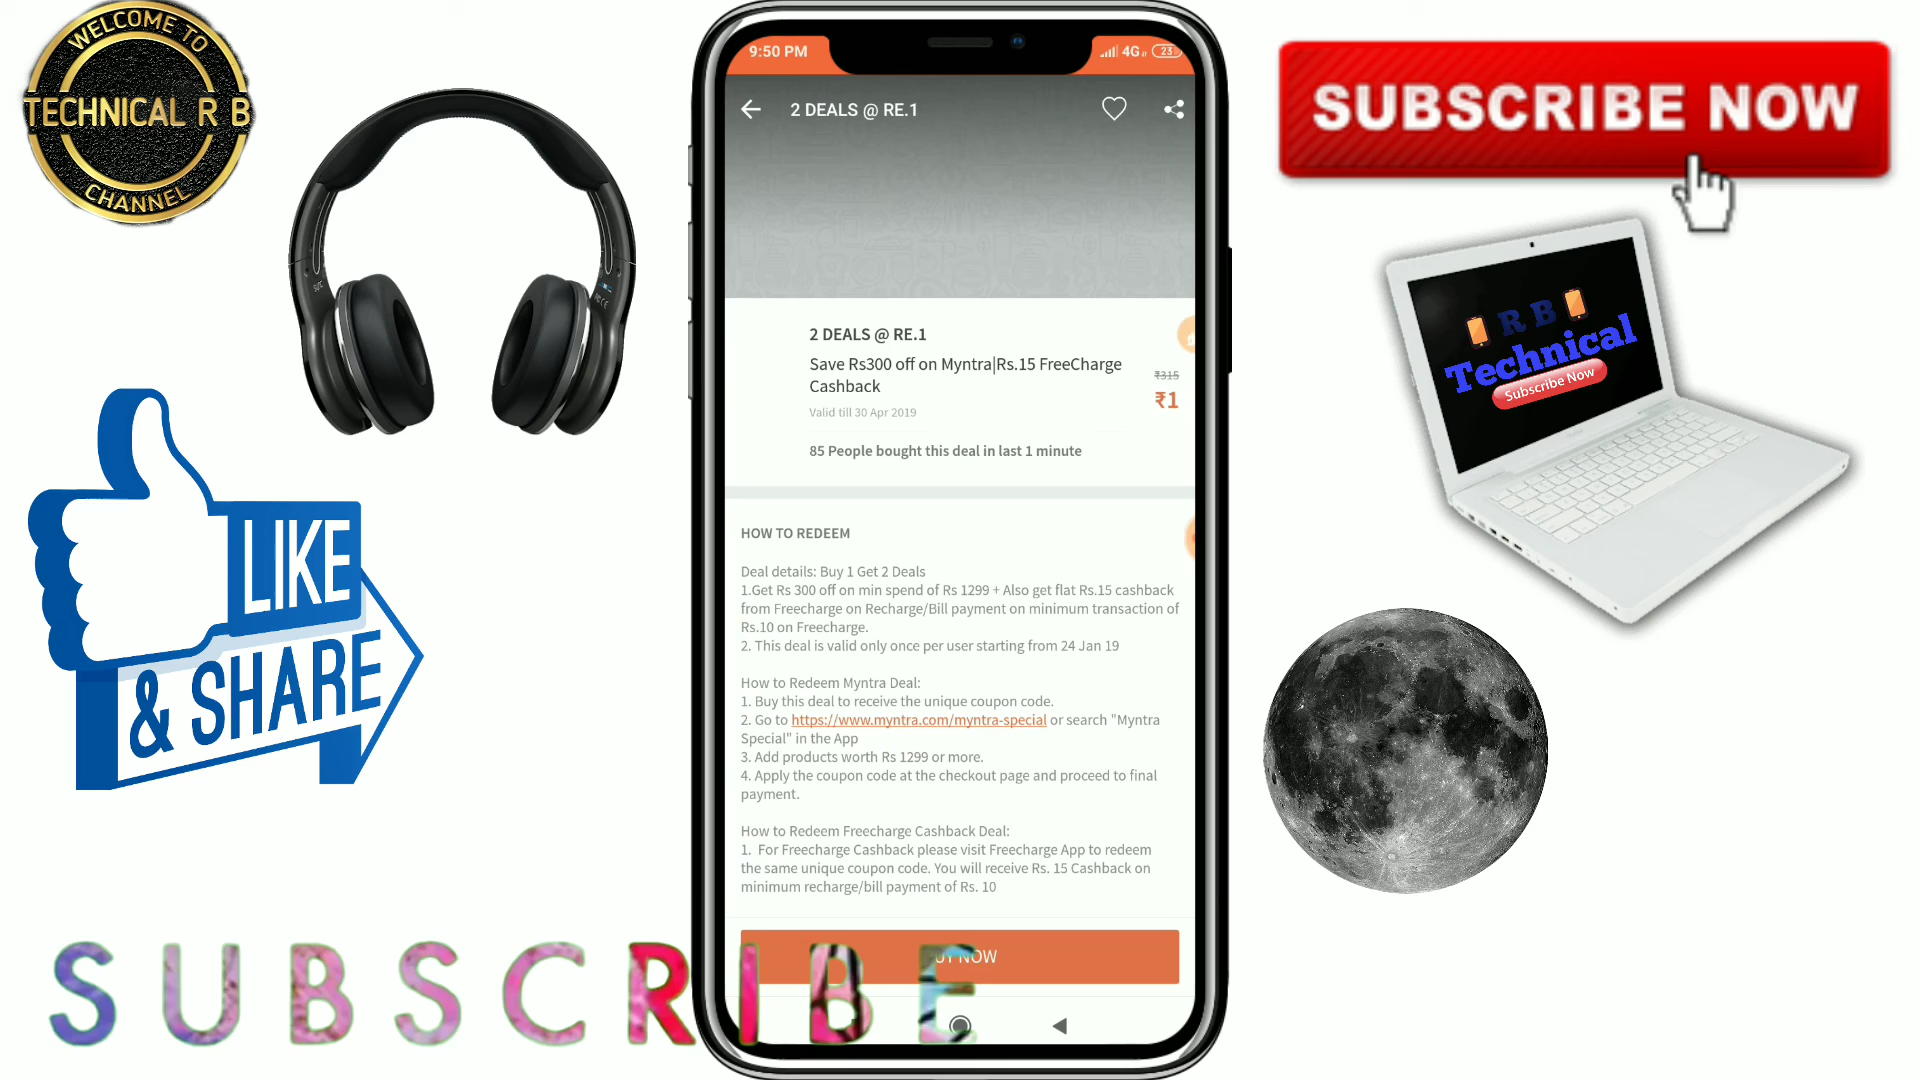 WELCOME TO
TECHNICAL R B
CHANNEL
LIKE
& SHARE
9:50 PM
4G
23
2 DEALS @ RE.1
2 DEALS @ RE.1
Save Rs300 off on Myntra|Rs.15 FreeCharge
Cashback
₹315
₹1
Valid till 30 Apr 2019
85 People bought this deal in last 1 minute
HOW TO REDEEM
Deal details: Buy 1 Get 2 Deals
1.Get Rs 300 off on min spend of Rs 1299 + Also get flat Rs.15 cashback
from Freecharge on Recharge/Bill payment on minimum transaction of
Rs.10 on Freecharge.
2. This deal is valid only once per user starting from 24 Jan 19
How to Redeem Myntra Deal:
1. Buy this deal to receive the unique coupon code.
2. Go to https://www.myntra.com/myntra-special or search "Myntra
Special" in the App
3. Add products worth Rs 1299 or more.
4. Apply the coupon code at the checkout page and proceed to final
payment.
How to Redeem Freecharge Cashback Deal:
1. For Freecharge Cashback please visit Freecharge App to redeem
the same unique coupon code. You will receive Rs. 15 Cashback on
minimum recharge/bill payment of Rs. 10
UY NOW
SUBSCRIBE
SUBSCRIBE NOW
R B
Technical
Subscribe Now